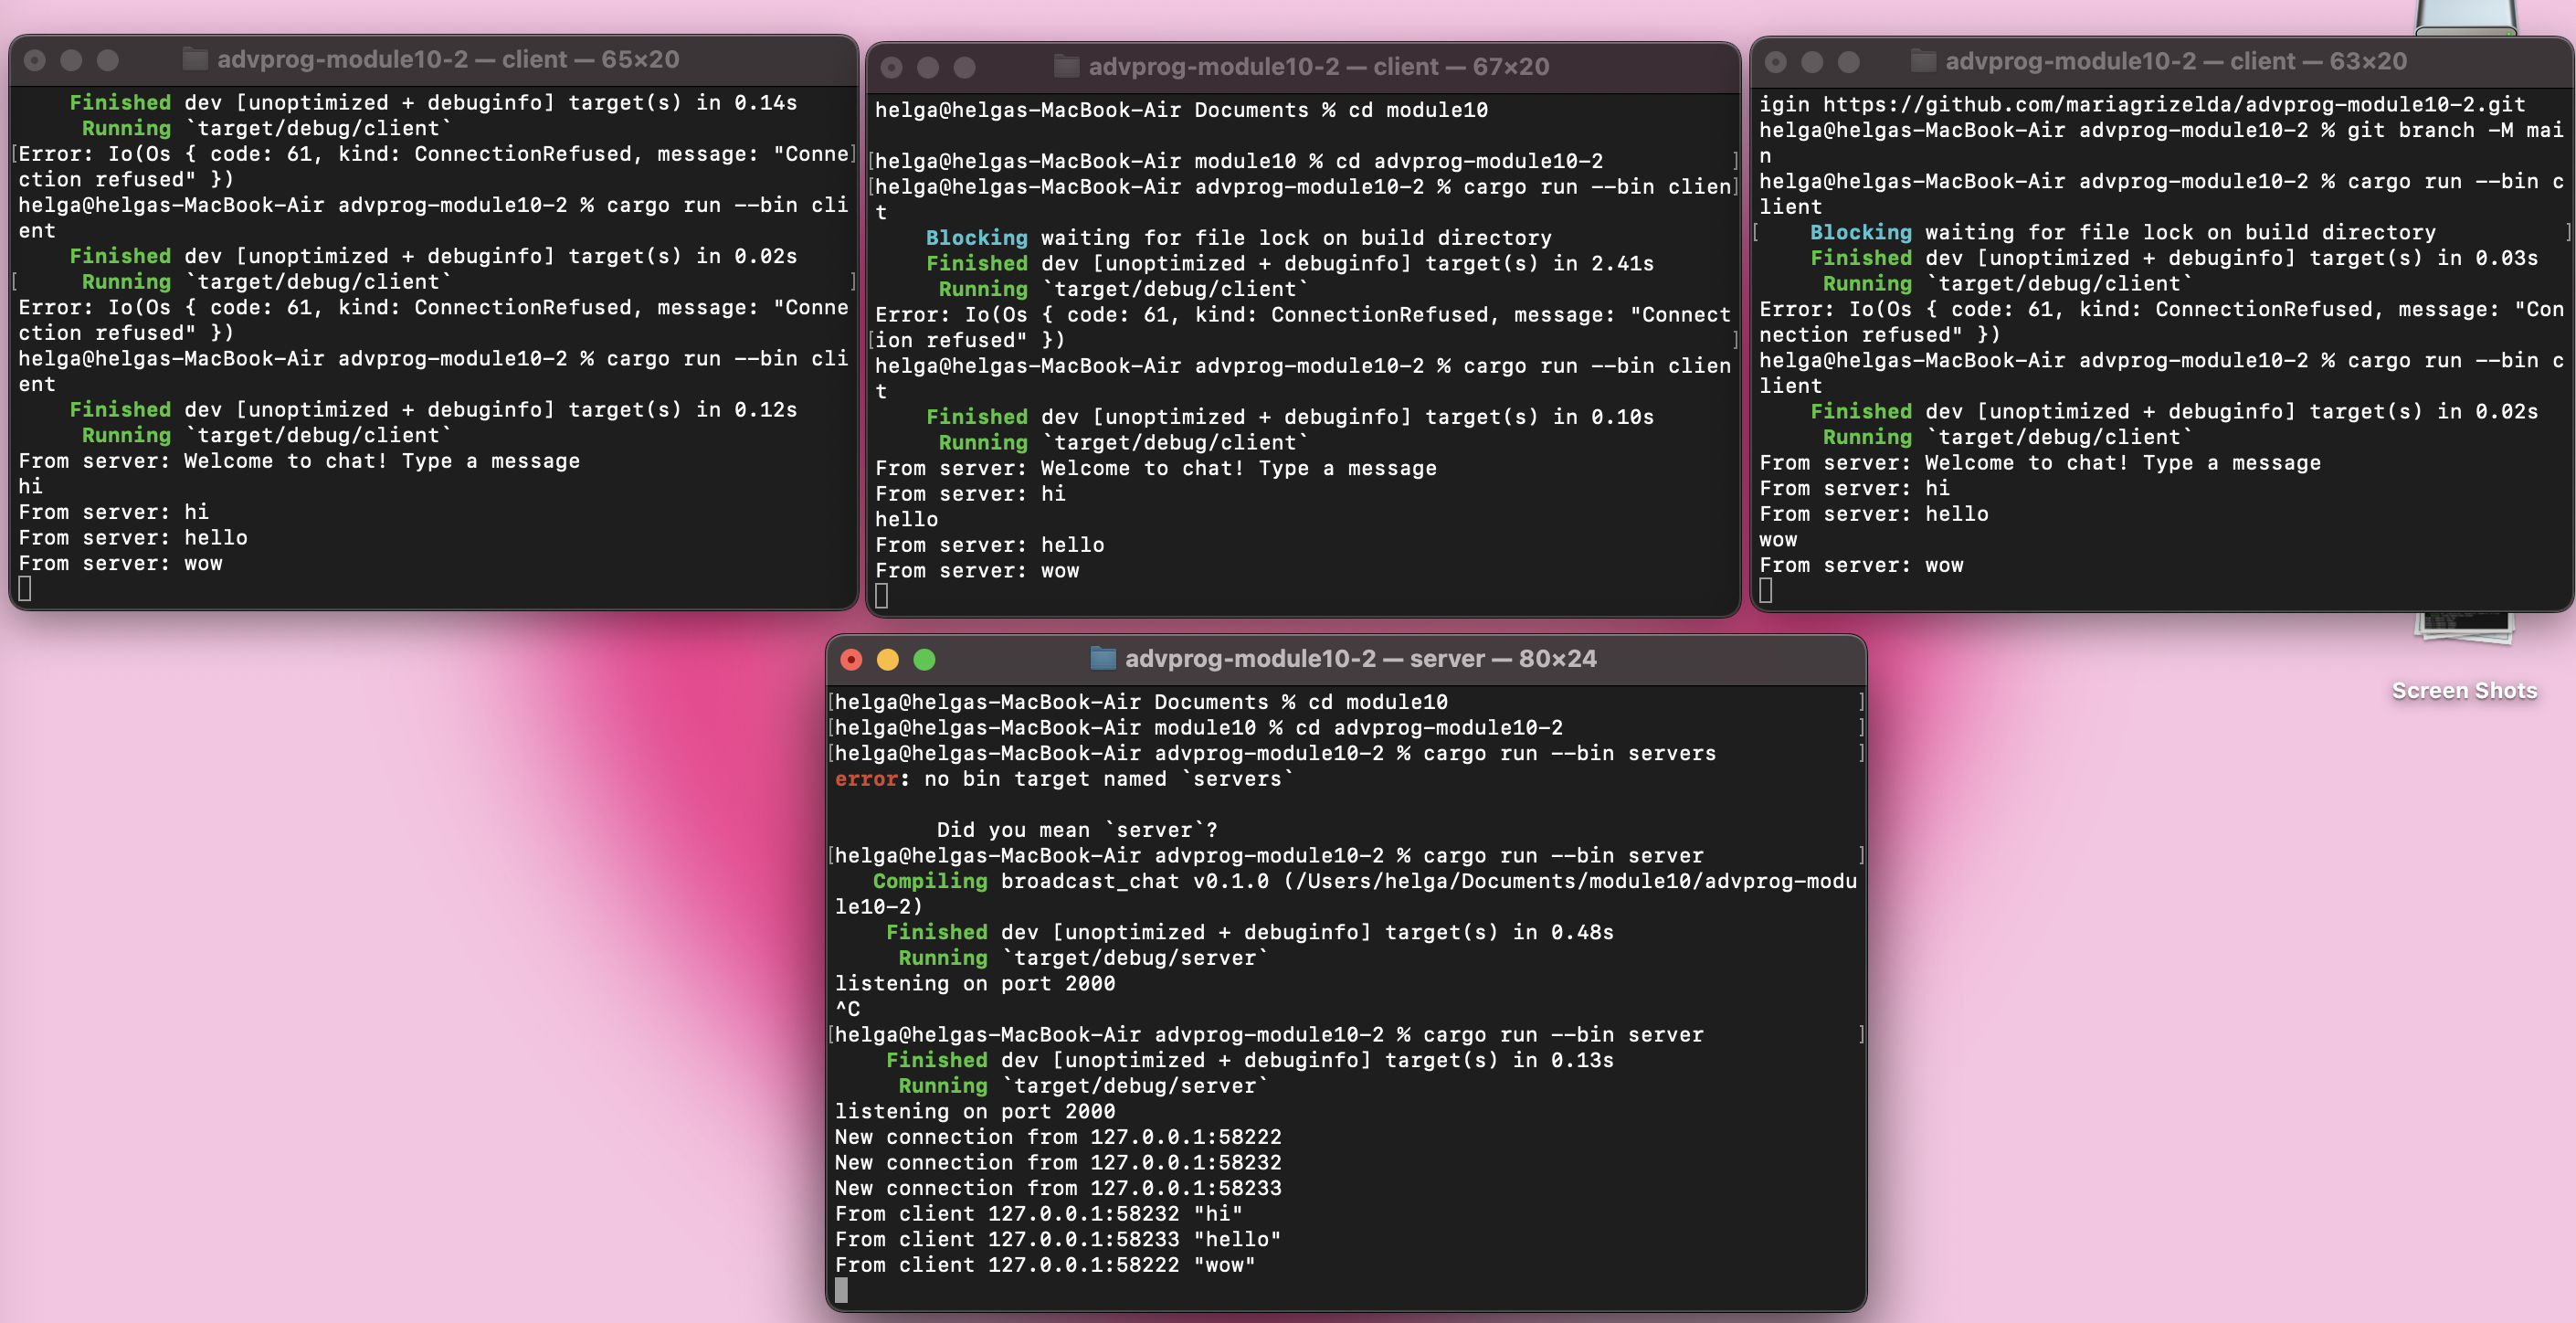 advprog-module10-2 — client — 65×20
Finished dev [unoptimized + debuginfo] target(s) in 0.14s
Running `target/debug/client`
[Error: Io(Os { code: 61, kind: ConnectionRefused, message: "Conne]
ction refused" })
helga@helgas-MacBook-Air advprog-module10-2 % cargo run --bin cli
ent
Finished dev [unoptimized + debuginfo] target(s) in 0.02s
[ Running `target/debug/client` ]
Error: Io(Os { code: 61, kind: ConnectionRefused, message: "Conne
ction refused" })
helga@helgas-MacBook-Air advprog-module10-2 % cargo run --bin cli
ent
Finished dev [unoptimized + debuginfo] target(s) in 0.12s
Running `target/debug/client`
From server: Welcome to chat! Type a message
hi
From server: hi
From server: hello
From server: wow
advprog-module10-2 — client — 67×20
helga@helgas-MacBook-Air Documents % cd module10
[helga@helgas-MacBook-Air module10 % cd advprog-module10-2 ]
[helga@helgas-MacBook-Air advprog-module10-2 % cargo run --bin clien]
t
Blocking waiting for file lock on build directory
Finished dev [unoptimized + debuginfo] target(s) in 2.41s
Running `target/debug/client`
Error: Io(Os { code: 61, kind: ConnectionRefused, message: "Connect
[ion refused" }) ]
helga@helgas-MacBook-Air advprog-module10-2 % cargo run --bin clien
t
Finished dev [unoptimized + debuginfo] target(s) in 0.10s
Running `target/debug/client`
From server: Welcome to chat! Type a message
From server: hi
hello
From server: hello
From server: wow
advprog-module10-2 — client — 63×20
igin https://github.com/mariagrizelda/advprog-module10-2.git
helga@helgas-MacBook-Air advprog-module10-2 % git branch -M mai
n
helga@helgas-MacBook-Air advprog-module10-2 % cargo run --bin c
lient
[ Blocking waiting for file lock on build directory ]
Finished dev [unoptimized + debuginfo] target(s) in 0.03s
Running `target/debug/client`
Error: Io(Os { code: 61, kind: ConnectionRefused, message: "Con
nection refused" })
helga@helgas-MacBook-Air advprog-module10-2 % cargo run --bin c
lient
Finished dev [unoptimized + debuginfo] target(s) in 0.02s
Running `target/debug/client`
From server: Welcome to chat! Type a message
From server: hi
From server: hello
wow
From server: wow
advprog-module10-2 — server — 80×24
[helga@helgas-MacBook-Air Documents % cd module10 ]
[helga@helgas-MacBook-Air module10 % cd advprog-module10-2 ]
[helga@helgas-MacBook-Air advprog-module10-2 % cargo run --bin servers ]
error: no bin target named `servers`
Did you mean `server`?
[helga@helgas-MacBook-Air advprog-module10-2 % cargo run --bin server ]
Compiling broadcast_chat v0.1.0 (/Users/helga/Documents/module10/advprog-modu
le10-2)
Finished dev [unoptimized + debuginfo] target(s) in 0.48s
Running `target/debug/server`
listening on port 2000
^C
[helga@helgas-MacBook-Air advprog-module10-2 % cargo run --bin server ]
Finished dev [unoptimized + debuginfo] target(s) in 0.13s
Running `target/debug/server`
listening on port 2000
New connection from 127.0.0.1:58222
New connection from 127.0.0.1:58232
New connection from 127.0.0.1:58233
From client 127.0.0.1:58232 "hi"
From client 127.0.0.1:58233 "hello"
From client 127.0.0.1:58222 "wow"
Screen Shots